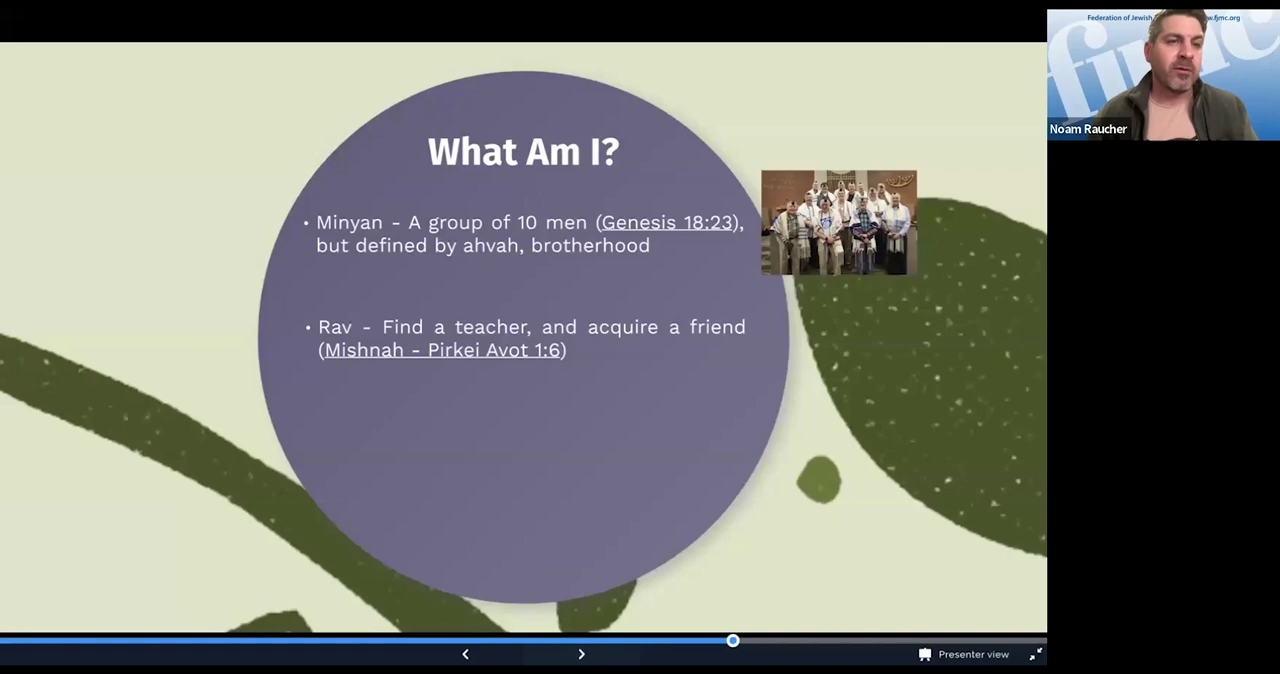 What Am I?
• Minyan - A group of 10 men (Genesis 18:23),
but defined by ahvah, brotherhood
• Rav - Find a teacher, and acquire a friend
(Mishnah - Pirkei Avot 1:6)
Federation of Jewish
w.fjmc.org
fjmc
Noam Raucher
Presenter view